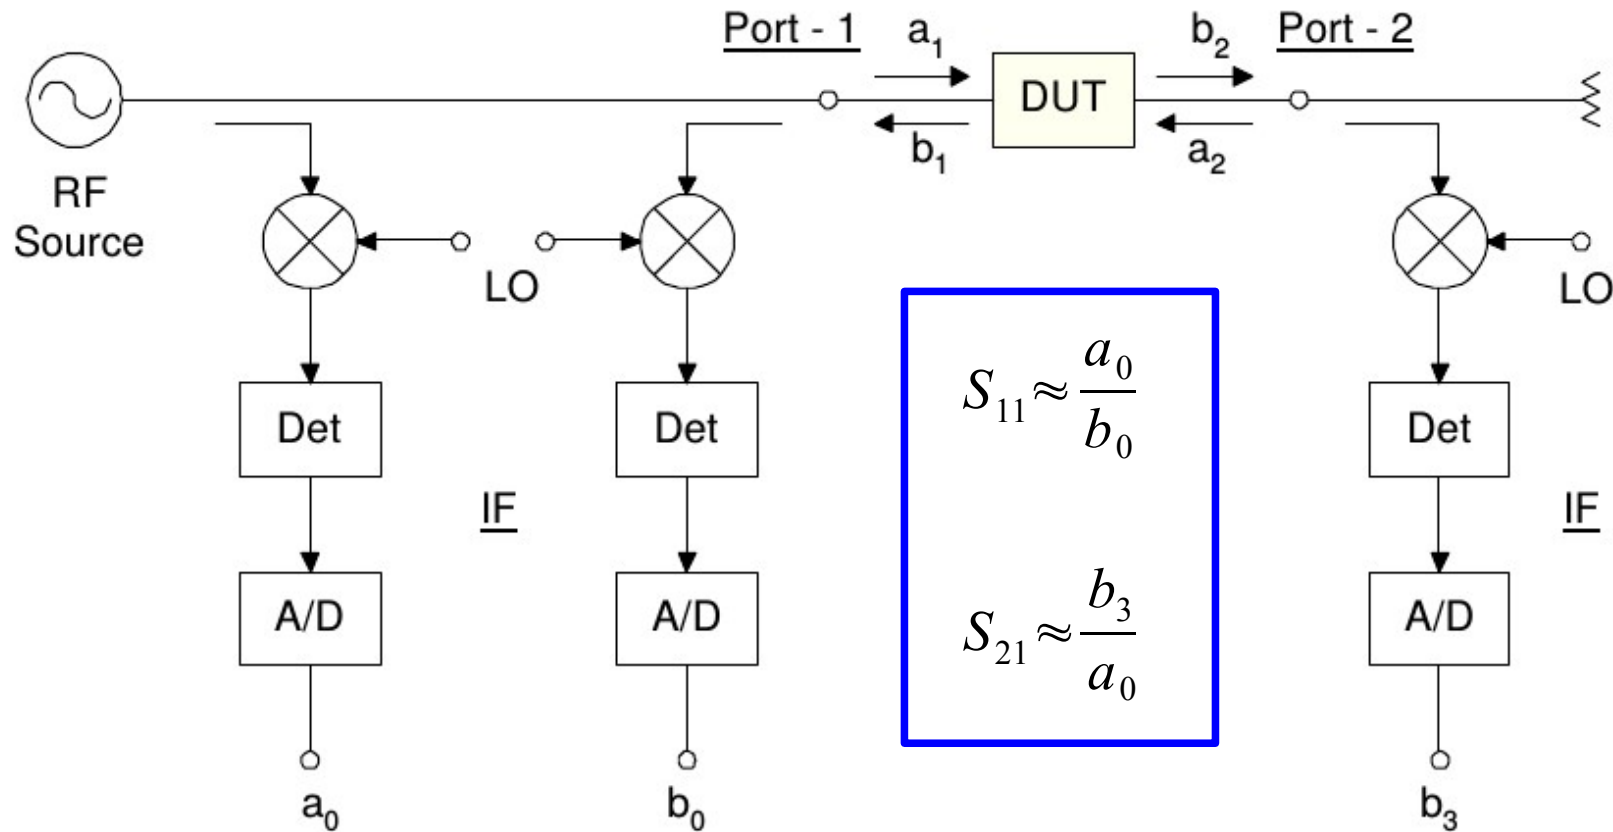 Port - 1
a₁
b₂
Port - 2
DUT
b₁
a₂
RF
Source
LO
LO
S₁₁≈a₀/b₀
Det
Det
Det
IF
IF
S₂₁≈b₃/a₀
A/D
A/D
A/D
a₀
b₀
b₃